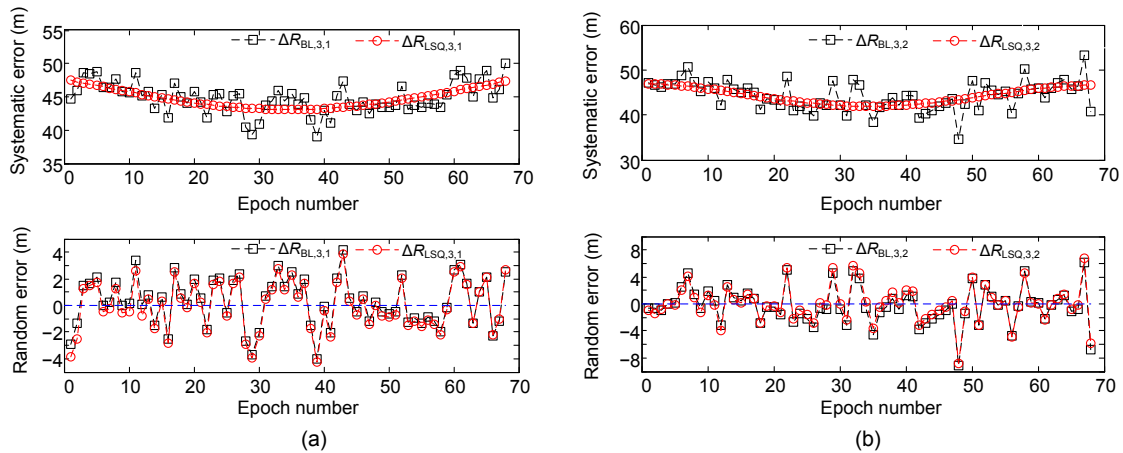 Systematic error (m)
55
50
45
40
35
0 10 20 30 40 50 60 70
Epoch number
ΔR_BL,3,1
ΔR_LSQ,3,1
Random error (m)
4
2
0
-2
-4
0 10 20 30 40 50 60 70
Epoch number
ΔR_BL,3,1
ΔR_LSQ,3,1
(a)
Systematic error (m)
60
50
40
30
0 10 20 30 40 50 60 70
Epoch number
ΔR_BL,3,2
ΔR_LSQ,3,2
Random error (m)
8
4
0
-4
-8
0 10 20 30 40 50 60 70
Epoch number
ΔR_BL,3,2
ΔR_LSQ,3,2
(b)